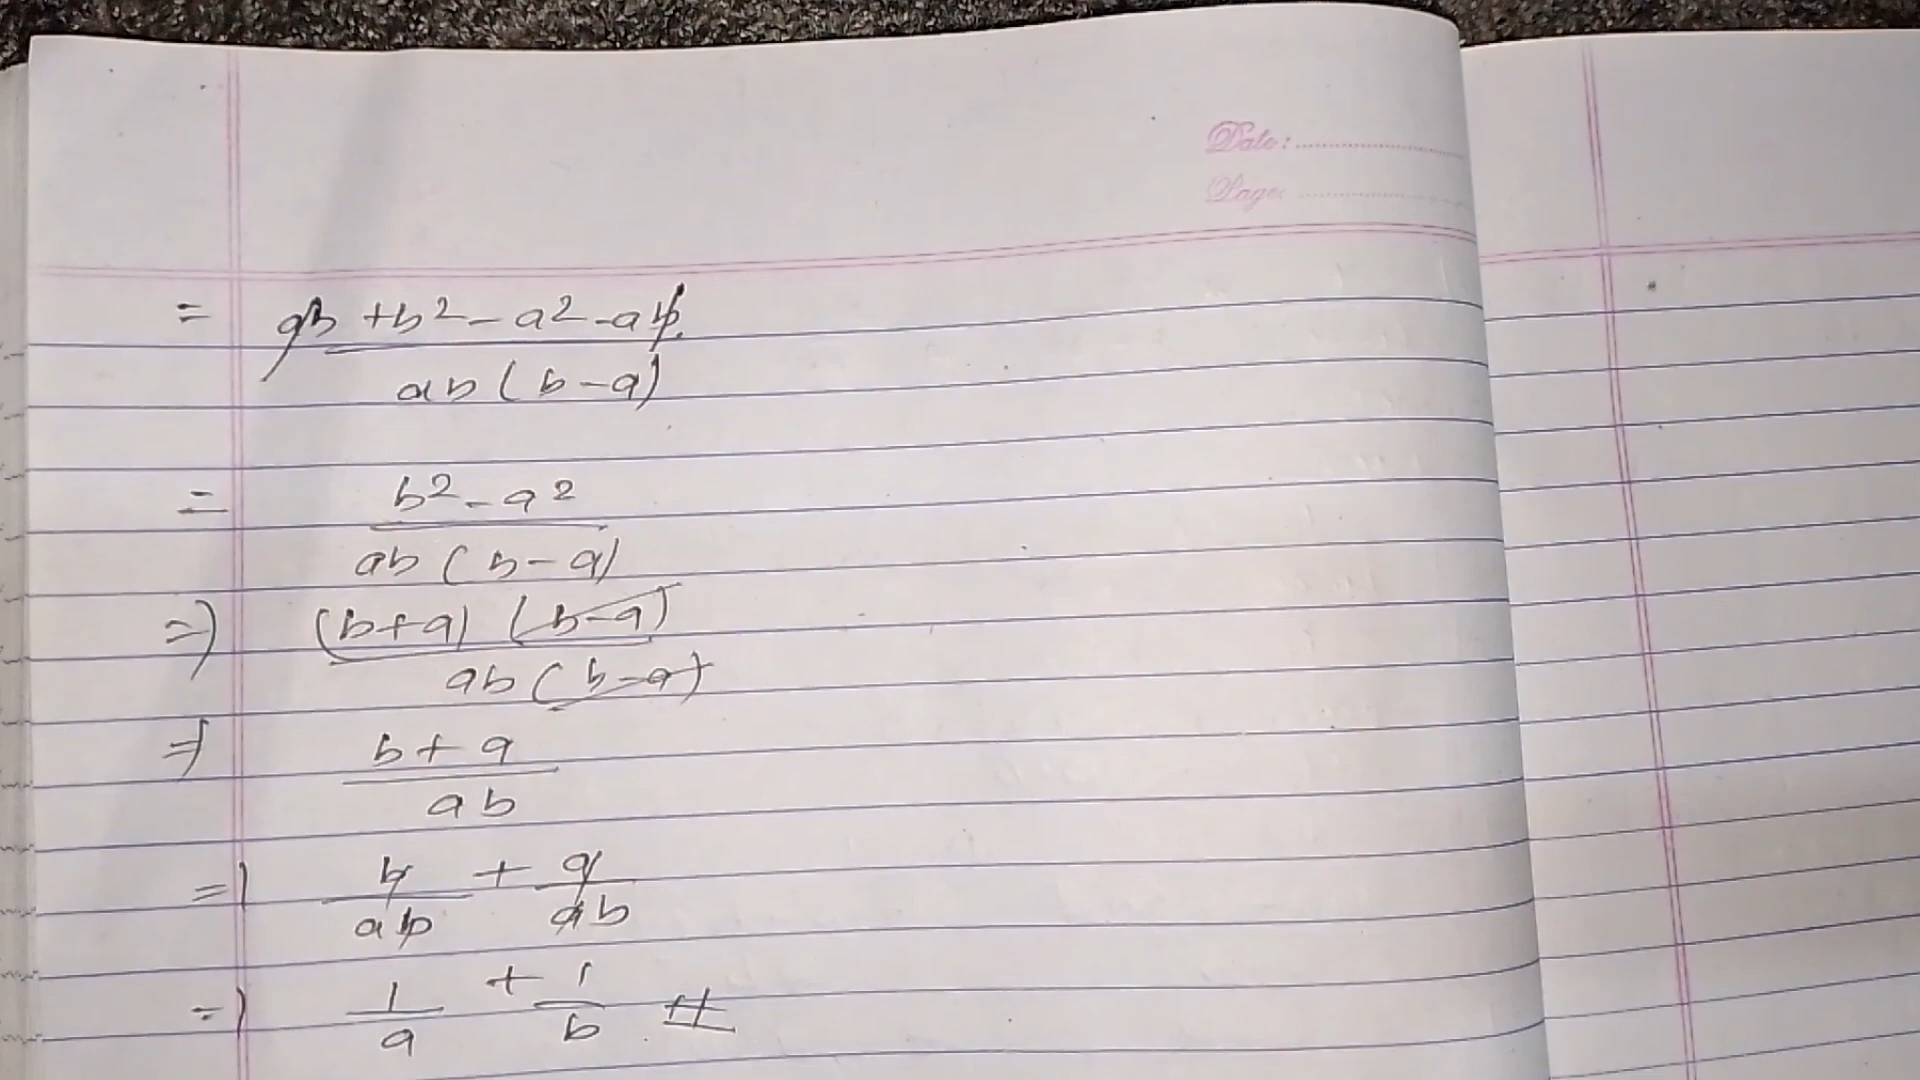 Date: ..........
Page: ..........
= ab + b² - a² - ab
ab (b - a)
= b² - a²
ab (b - a)
⇒ (b + a) (b - a)
ab (b - a)
⇒ b + a
ab
⇒ b + a
ab ab
⇒ 1 + 1 #
a b